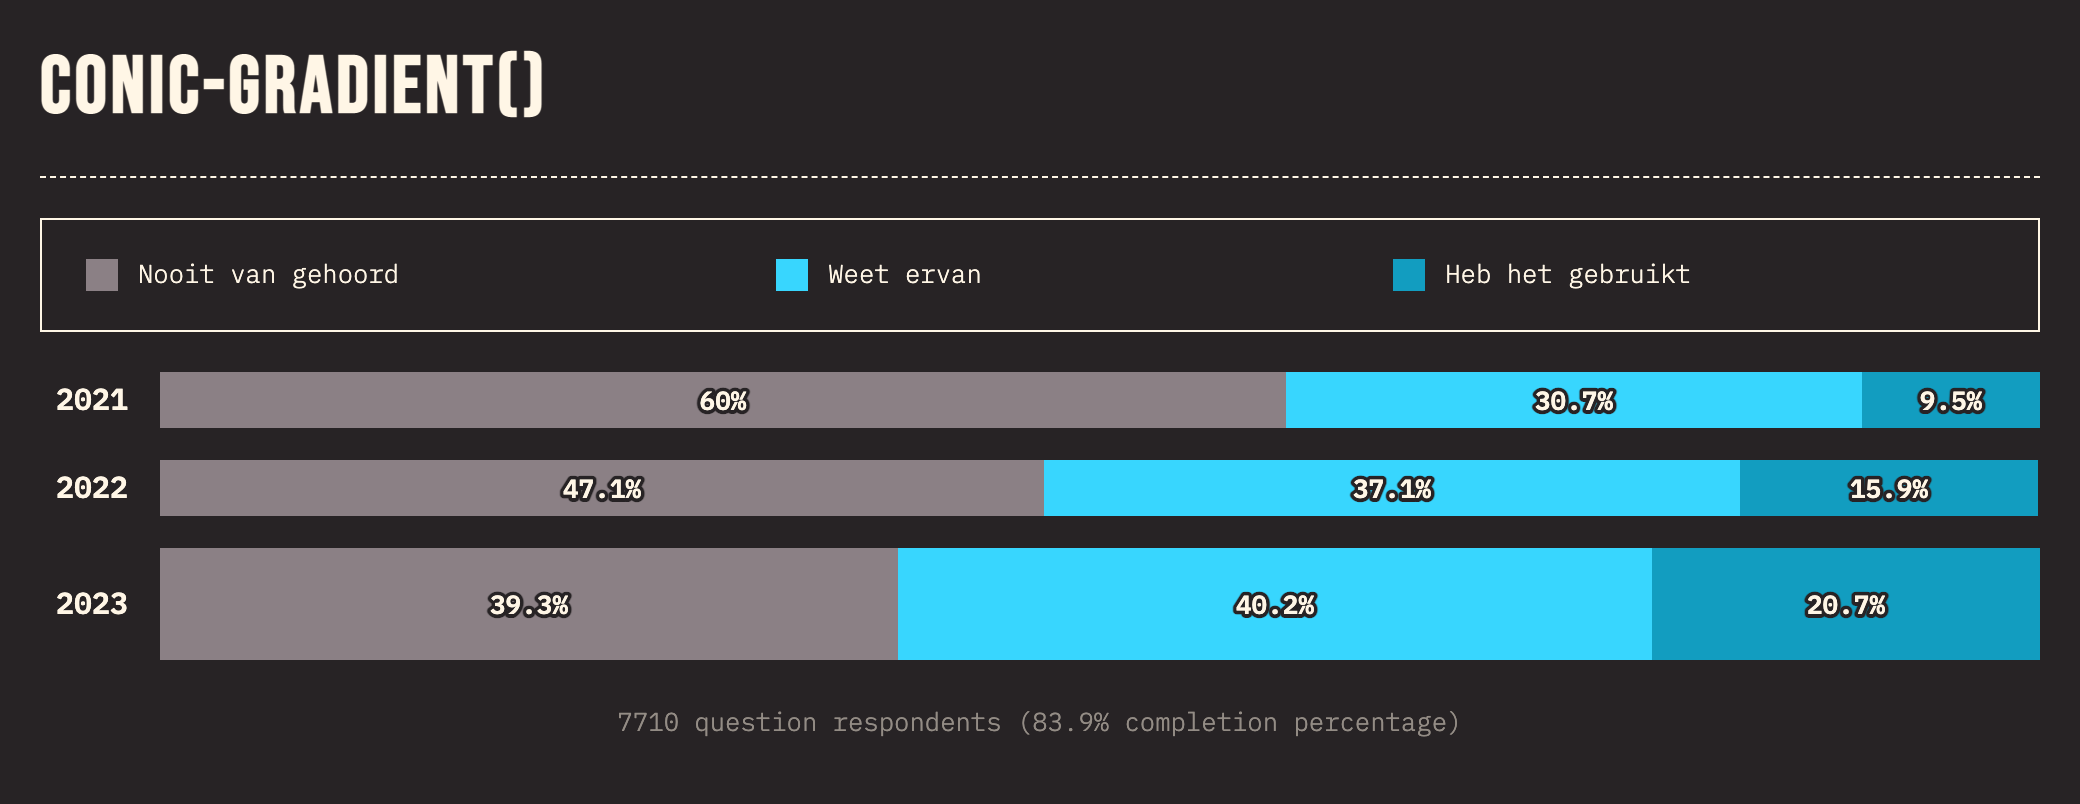 CONIC-GRADIENT()
Nooit van gehoord Weet ervan Heb het gebruikt
2021 60% 30.7% 9.5%
2022 47.1% 37.1% 15.9%
2023 39.3% 40.2% 20.7%
7710 question respondents (83.9% completion percentage)